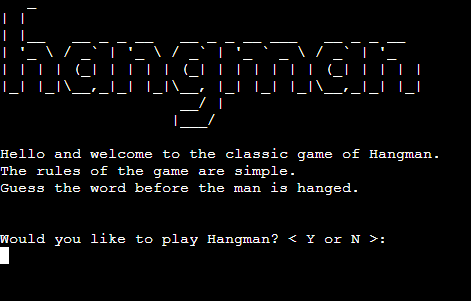 hangman
Hello and welcome to the classic game of Hangman.
The rules of the game are simple.
Guess the word before the man is hanged.
Would you like to play Hangman? < Y or N >: